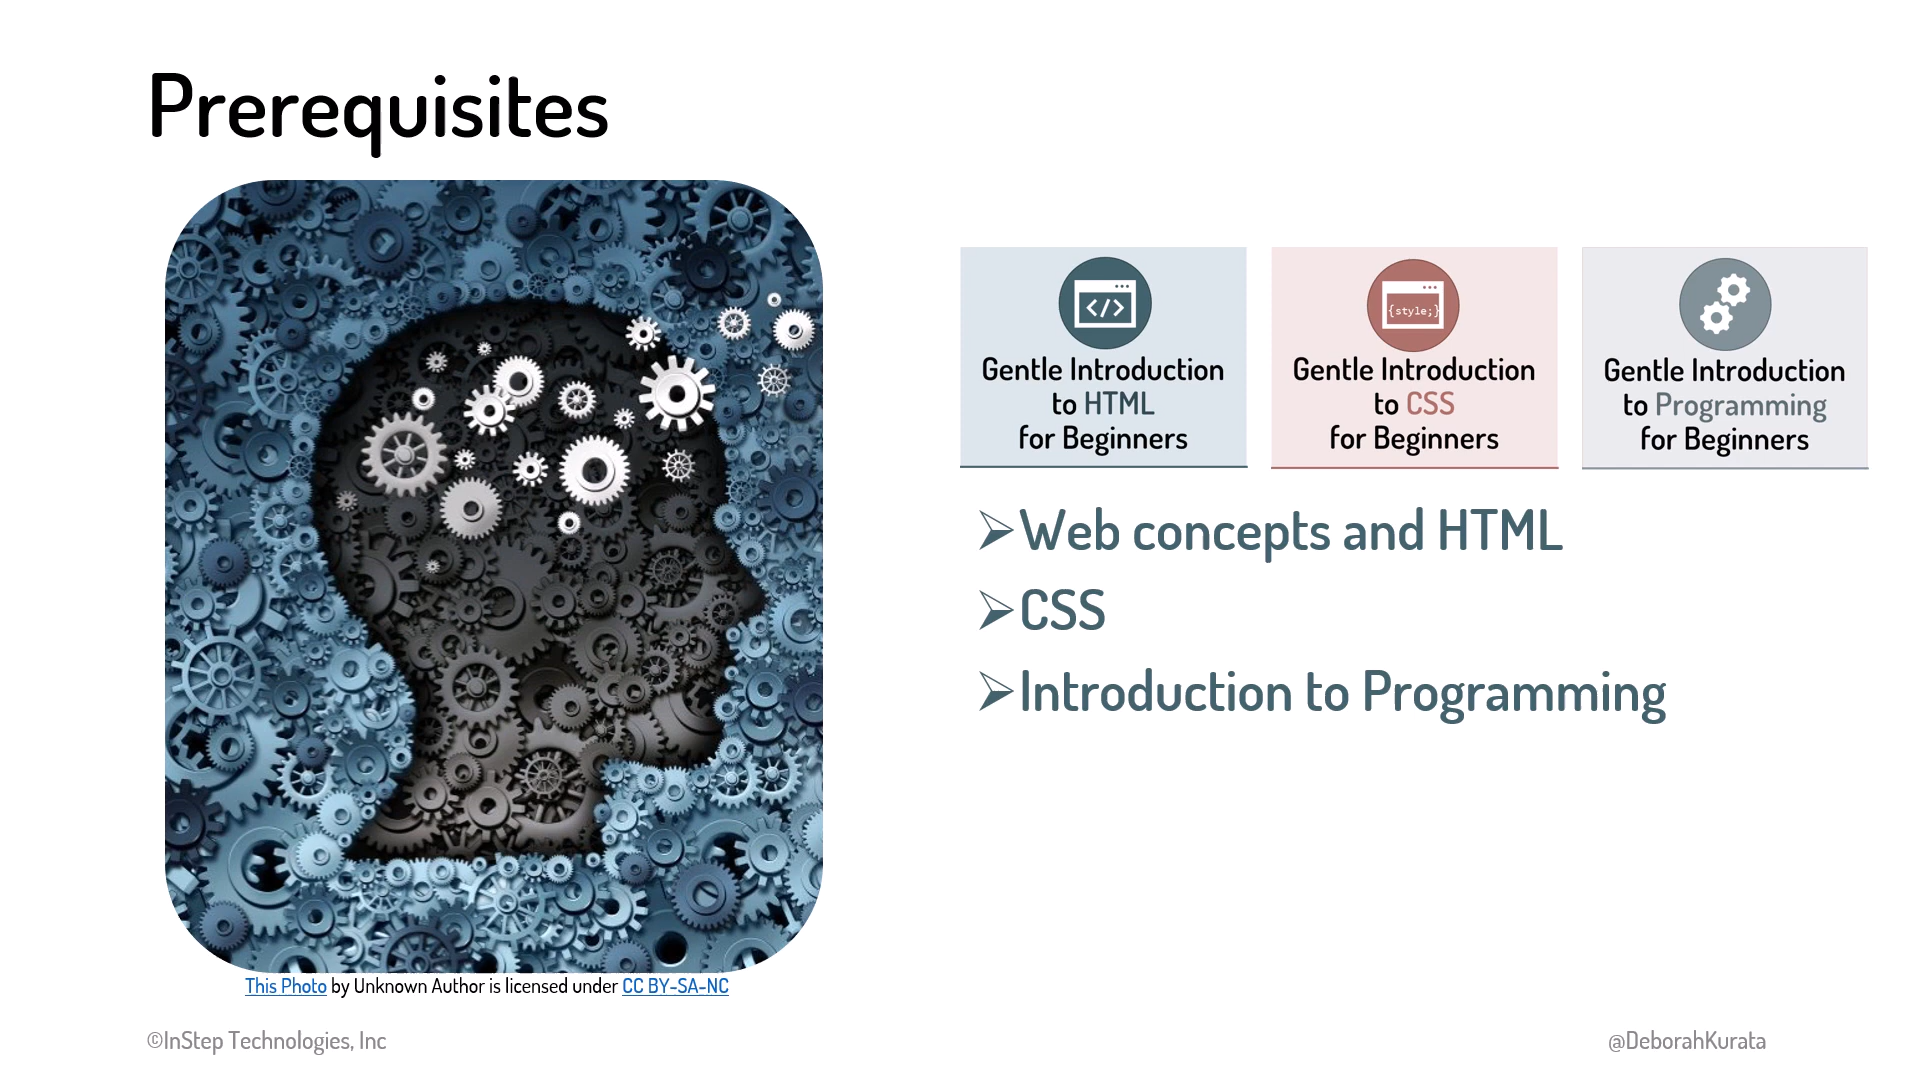 Prerequisites
Gentle Introduction
to HTML
for Beginners
{style;}
Gentle Introduction
to CSS
for Beginners
Gentle Introduction
to Programming
for Beginners
Web concepts and HTML
CSS
Introduction to Programming
This Photo by Unknown Author is licensed under CC BY-SA-NC
©InStep Technologies, Inc
@DeborahKurata